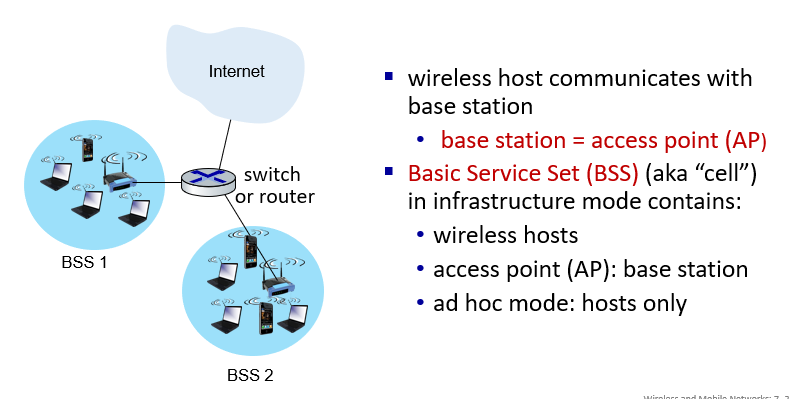 Internet
switch
or router
BSS 1
BSS 2
wireless host communicates with
base station
base station = access point (AP)
Basic Service Set (BSS) (aka “cell”)
in infrastructure mode contains:
wireless hosts
access point (AP): base station
ad hoc mode: hosts only
Wireless and Mobile Networks: 7-